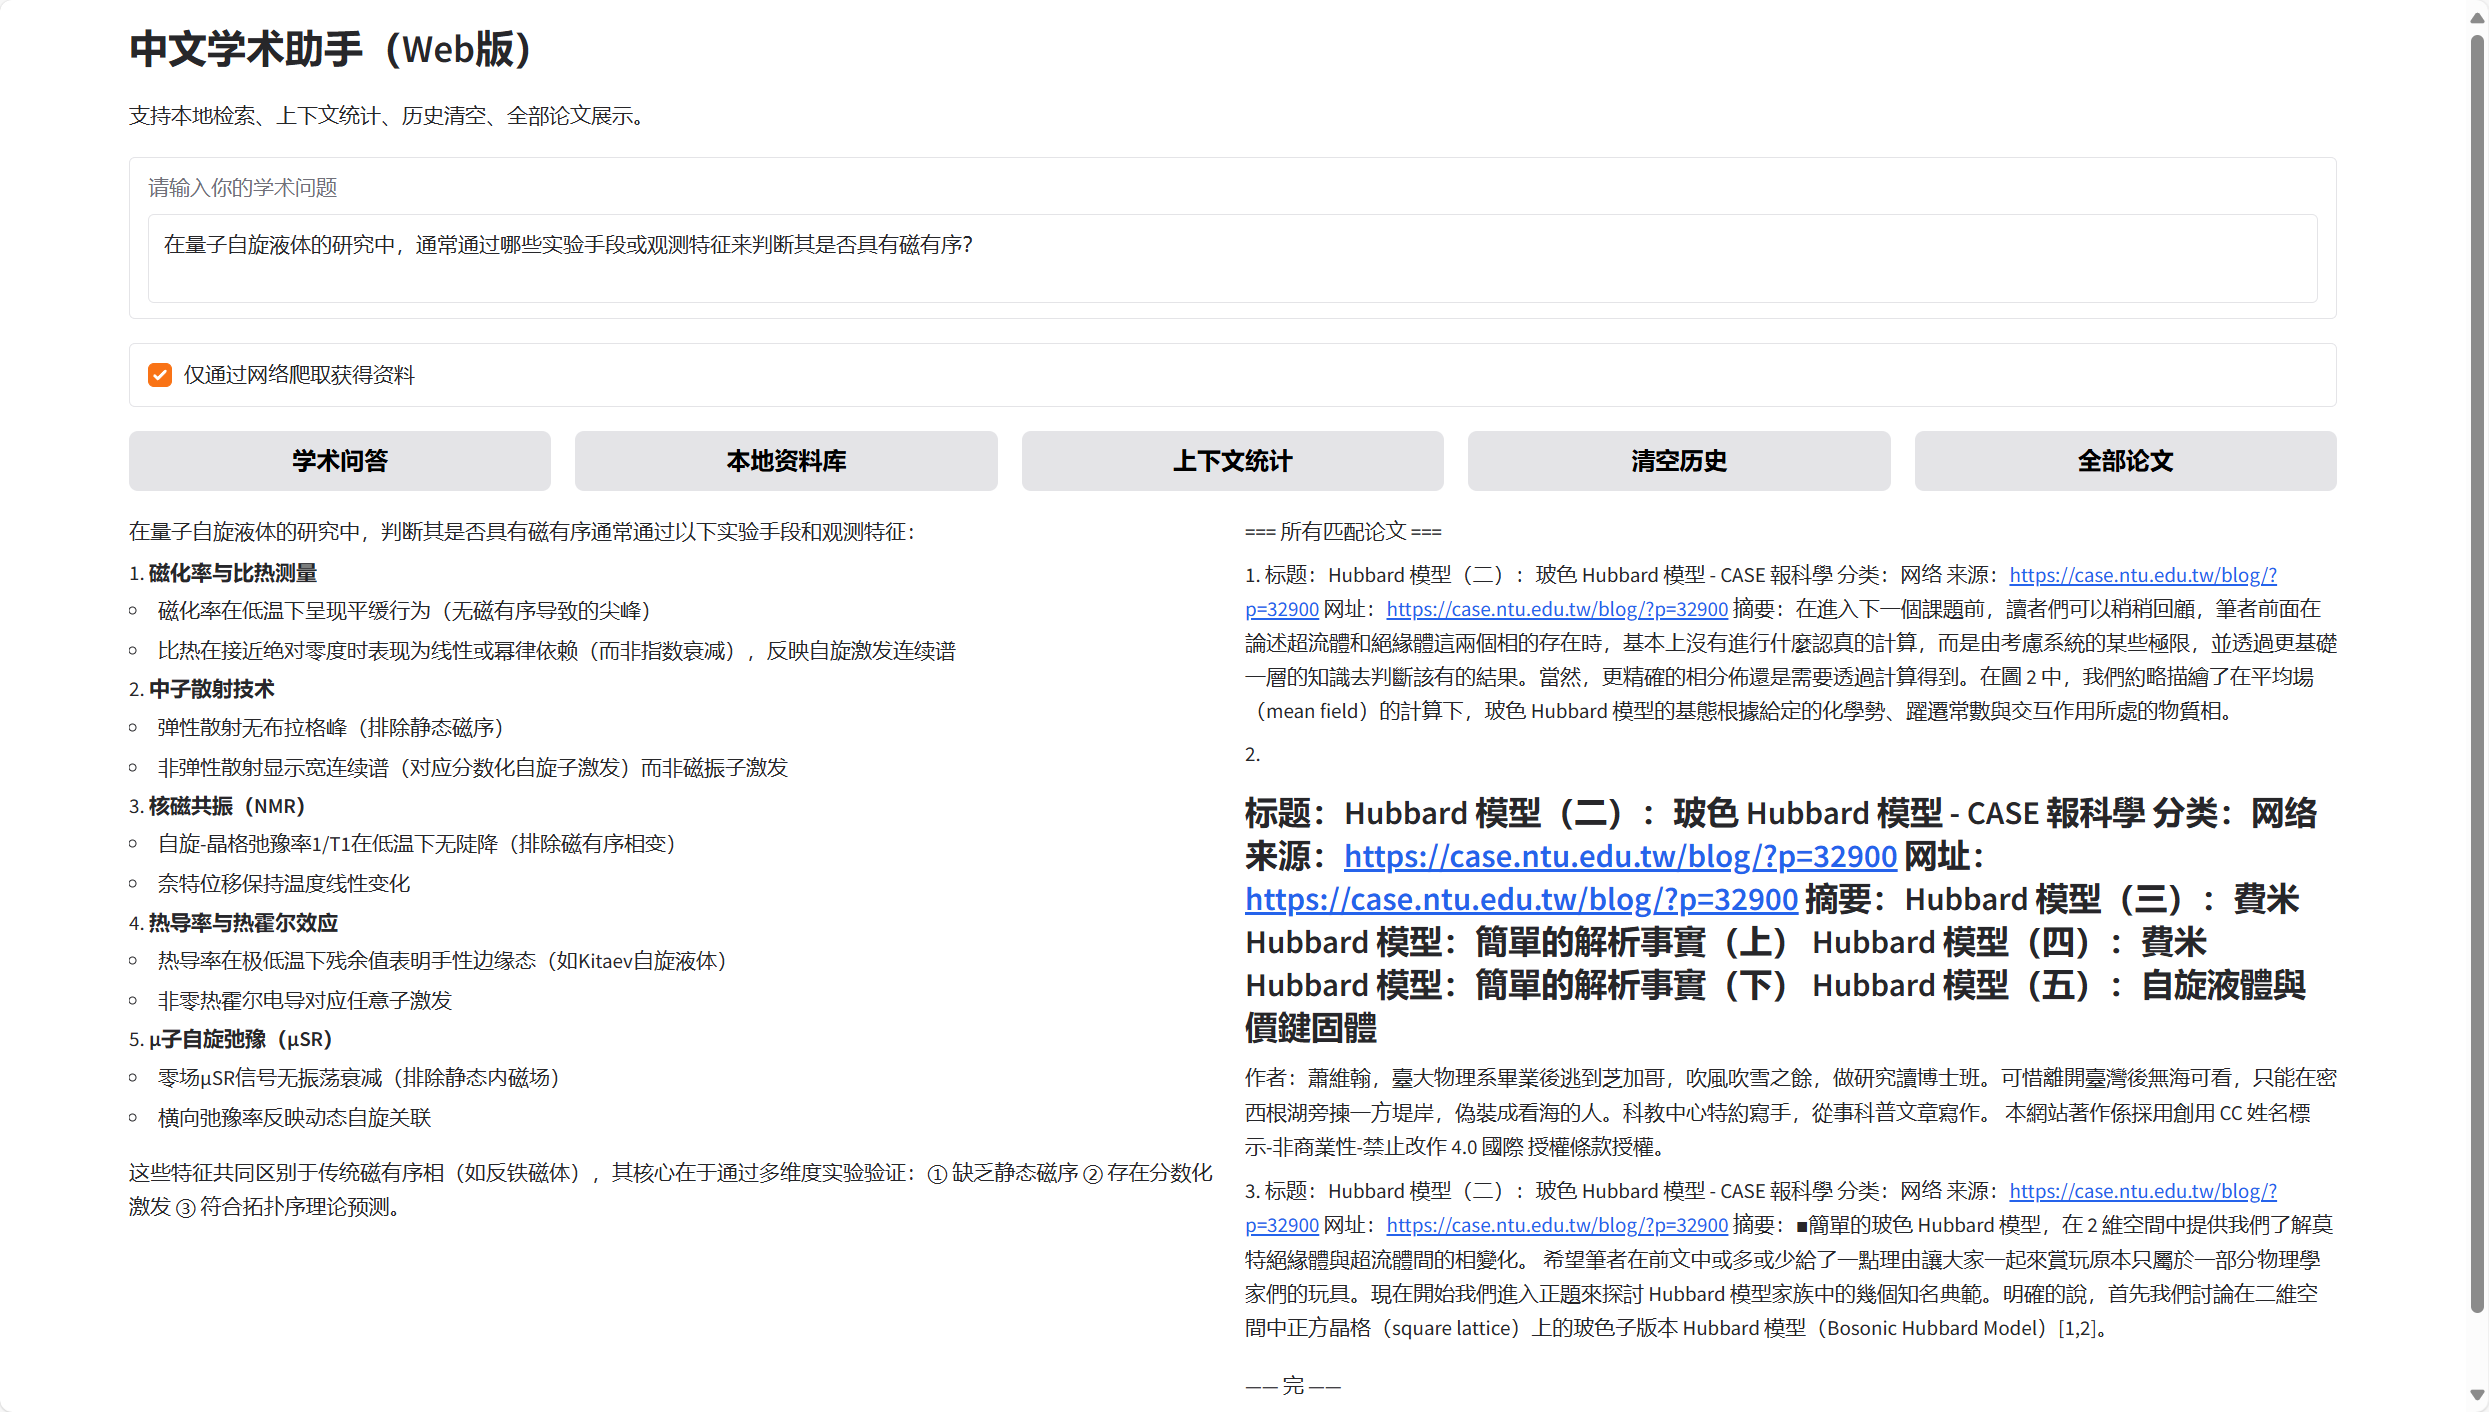 中文学术助手（Web版）
支持本地检索、上下文统计、历史清空、全部论文展示。
请输入你的学术问题
在量子自旋液体的研究中，通常通过哪些实验手段或观测特征来判断其是否具有磁有序？
仅通过网络爬取获得资料
学术问答
本地资料库
上下文统计
清空历史
全部论文
在量子自旋液体的研究中，判断其是否具有磁有序通常通过以下实验手段和观测特征：
1. 磁化率与比热测量
磁化率在低温下呈现平缓行为（无磁有序导致的尖峰）
比热在接近绝对零度时表现为线性或幂律依赖（而非指数衰减），反映自旋激发连续谱
2. 中子散射技术
弹性散射无布拉格峰（排除静态磁序）
非弹性散射显示宽连续谱（对应分数化自旋子激发）而非磁振子激发
3. 核磁共振（NMR）
自旋-晶格弛豫率1/T1在低温下无陡降（排除磁有序相变）
奈特位移保持温度线性变化
4. 热导率与热霍尔效应
热导率在极低温下残余值表明手性边缘态（如Kitaev自旋液体）
非零热霍尔电导对应任意子激发
5. μ子自旋弛豫（μSR）
零场μSR信号无振荡衰减（排除静态内磁场）
横向弛豫率反映动态自旋关联
这些特征共同区别于传统磁有序相（如反铁磁体），其核心在于通过多维度实验验证：① 缺乏静态磁序 ② 存在分数化
激发 ③ 符合拓扑序理论预测。
=== 所有匹配论文 ===
1. 标题：Hubbard 模型（二）：玻色 Hubbard 模型 - CASE 報科學 分类：网络 来源：https://case.ntu.edu.tw/blog/?
p=32900 网址：https://case.ntu.edu.tw/blog/?p=32900 摘要：在進入下一個課題前，讀者們可以稍稍回顧，筆者前面在
論述超流體和絕緣體這兩個相的存在時，基本上沒有進行什麼認真的計算，而是由考慮系統的某些極限，並透過更基礎
一層的知識去判斷該有的結果。當然，更精確的相分佈還是需要透過計算得到。在圖 2 中，我們約略描繪了在平均場
（mean field）的計算下，玻色 Hubbard 模型的基態根據給定的化學勢、躍遷常數與交互作用所處的物質相。
2.
标题：Hubbard 模型（二）：玻色 Hubbard 模型 - CASE 報科學 分类：网络
来源：https://case.ntu.edu.tw/blog/?p=32900 网址：
https://case.ntu.edu.tw/blog/?p=32900 摘要：Hubbard 模型（三）：費米
Hubbard 模型：簡單的解析事實（上） Hubbard 模型（四）：費米
Hubbard 模型：簡單的解析事實（下） Hubbard 模型（五）：自旋液體與
價鍵固體
作者：蕭維翰，臺大物理系畢業後逃到芝加哥，吹風吹雪之餘，做研究讀博士班。可惜離開臺灣後無海可看，只能在密
西根湖旁揀一方堤岸，偽裝成看海的人。科教中心特約寫手，從事科普文章寫作。 本網站著作係採用創用 CC 姓名標
示-非商業性-禁止改作 4.0 國際 授權條款授權。
3. 标题：Hubbard 模型（二）：玻色 Hubbard 模型 - CASE 報科學 分类：网络 来源：https://case.ntu.edu.tw/blog/?
p=32900 网址：https://case.ntu.edu.tw/blog/?p=32900 摘要：■簡單的玻色 Hubbard 模型，在 2 維空間中提供我們了解莫
特絕緣體與超流體間的相變化。 希望筆者在前文中或多或少給了一點理由讓大家一起來賞玩原本只屬於一部分物理學
家們的玩具。現在開始我們進入正題來探討 Hubbard 模型家族中的幾個知名典範。明確的說，首先我們討論在二維空
間中正方晶格（square lattice）上的玻色子版本 Hubbard 模型（Bosonic Hubbard Model）[1,2]。
—— 完 ——